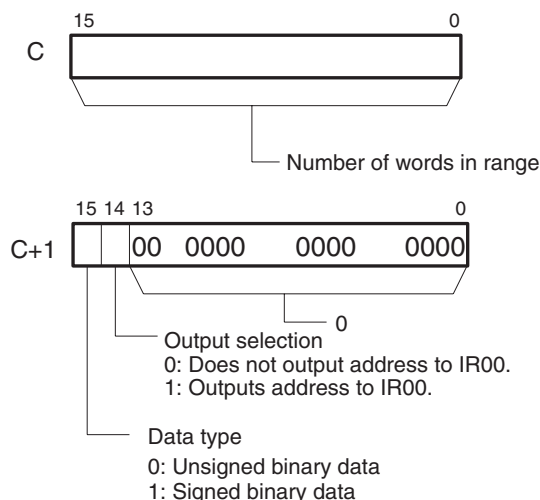 15 0
C
Number of words in range
15 14 13 0
C+1 00 0000 0000 0000
0
Output selection
0: Does not output address to IR00.
1: Outputs address to IR00.
Data type
0: Unsigned binary data
1: Signed binary data